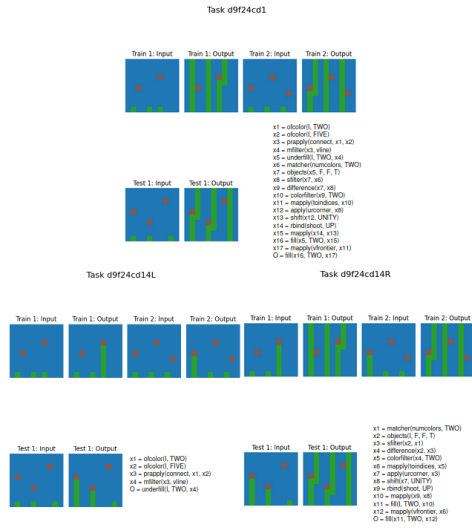 Task d9f24cd1
Train 1: Input
Train 1: Output
Train 2: Input
Train 2: Output
x1 = ofcolor(I, TWO)
x2 = ofcolor(I, FIVE)
x3 = prapply(connect, x1, x2)
x4 = mfilter(x3, vline)
x5 = underfill(I, TWO, x4)
x6 = matcher(numcolors, TWO)
x7 = objects(x5, F, F, T)
x8 = sfilter(x7, x6)
x9 = difference(x7, x8)
x10 = colorfilter(x9, TWO)
x11 = mapply(toindices, x10)
x12 = apply(urcorner, x8)
x13 = shift(x12, UNITY)
x14 = rbind(shoot, UP)
x15 = mapply(x14, x13)
x16 = fill(x5, TWO, x15)
x17 = mapply(vfrontier, x11)
O = fill(x16, TWO, x17)
Test 1: Input
Test 1: Output
Task d9f24cd14L
Train 1: Input
Train 1: Output
Train 2: Input
Train 2: Output
Test 1: Input
Test 1: Output
x1 = ofcolor(I, TWO)
x2 = ofcolor(I, FIVE)
x3 = prapply(connect, x1, x2)
x4 = mfilter(x3, vline)
O = underfill(I, TWO, x4)
Task d9f24cd14R
Train 1: Input
Train 1: Output
Train 2: Input
Train 2: Output
Test 1: Input
Test 1: Output
x1 = matcher(numcolors, TWO)
x2 = objects(I, F, F, T)
x3 = sfilter(x2, x1)
x4 = difference(x2, x3)
x5 = colorfilter(x4, TWO)
x6 = mapply(toindices, x5)
x7 = apply(urcorner, x3)
x8 = shift(x7, UNITY)
x9 = rbind(shoot, UP)
x10 = mapply(x9, x8)
x11 = fill(I, TWO, x10)
x12 = mapply(vfrontier, x6)
O = fill(x11, TWO, x12)